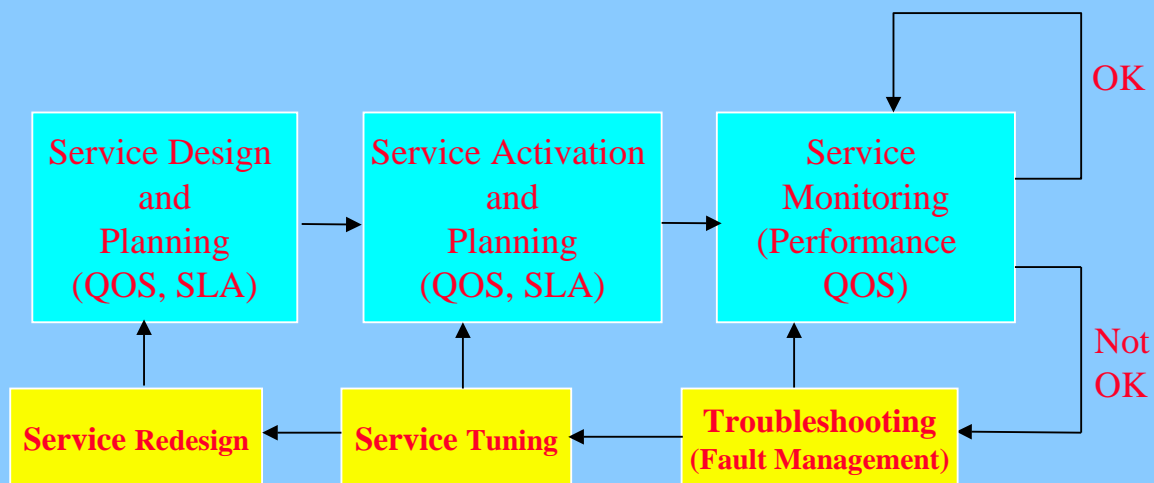 Service Design
and
Planning
(QOS, SLA)
Service Activation
and
Planning
(QOS, SLA)
Service
Monitoring
(Performance
QOS)
OK
Not
OK
Service Redesign
Service Tuning
Troubleshooting
(Fault Management)